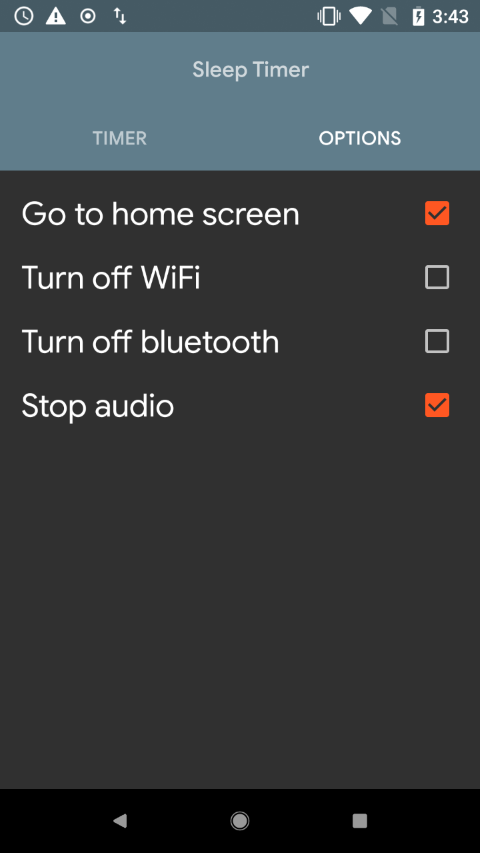 3:43
Sleep Timer
TIMER
OPTIONS
Go to home screen
Turn off WiFi
Turn off bluetooth
Stop audio